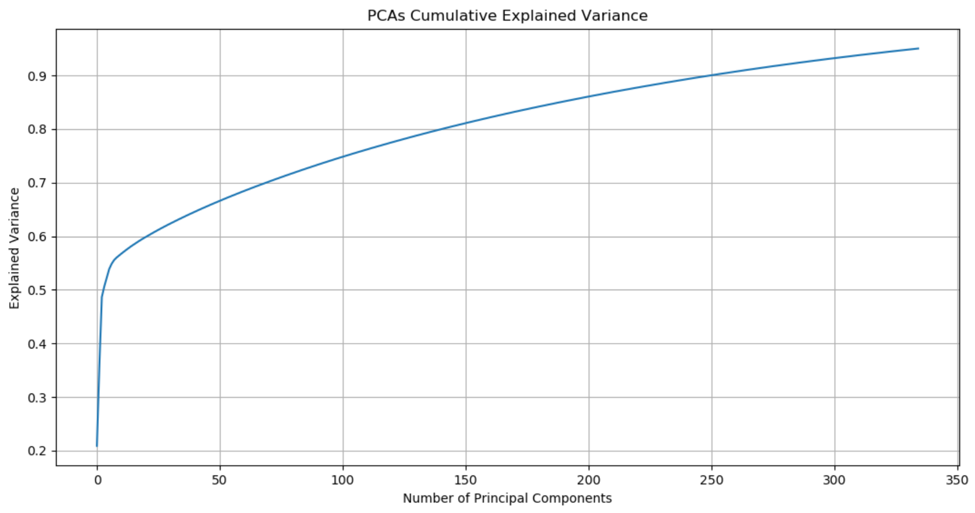 PCAs Cumulative Explained Variance
Explained Variance
0.9
0.8
0.7
0.6
0.5
0.4
0.3
0.2
0 50 100 150 200 250 300 350
Number of Principal Components